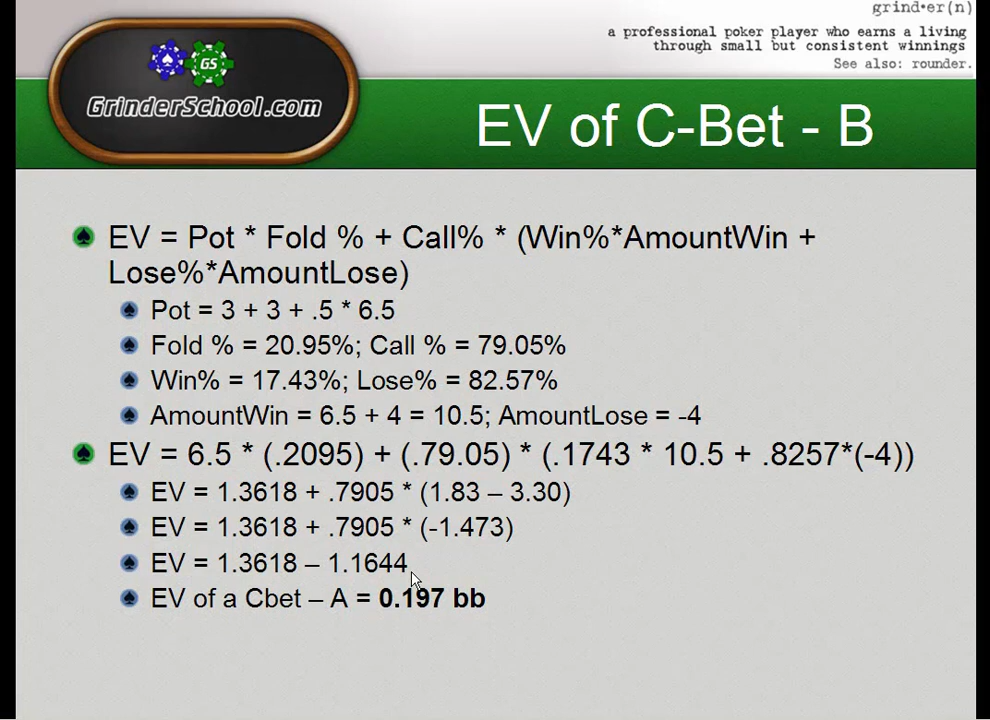 grind•er(n)
a professional poker player who earns a living
through small but consistent winnings
See also: rounder.
GS
GrinderSchool.com
EV of C-Bet - B
EV = Pot * Fold % + Call% * (Win%*AmountWin +
Lose%*AmountLose)
Pot = 3 + 3 + .5 * 6.5
Fold % = 20.95%; Call % = 79.05%
Win% = 17.43%; Lose% = 82.57%
AmountWin = 6.5 + 4 = 10.5; AmountLose = -4
EV = 6.5 * (.2095) + (.79.05) * (.1743 * 10.5 + .8257*(-4))
EV = 1.3618 + .7905 * (1.83 – 3.30)
EV = 1.3618 + .7905 * (-1.473)
EV = 1.3618 – 1.1644
EV of a Cbet – A = 0.197 bb